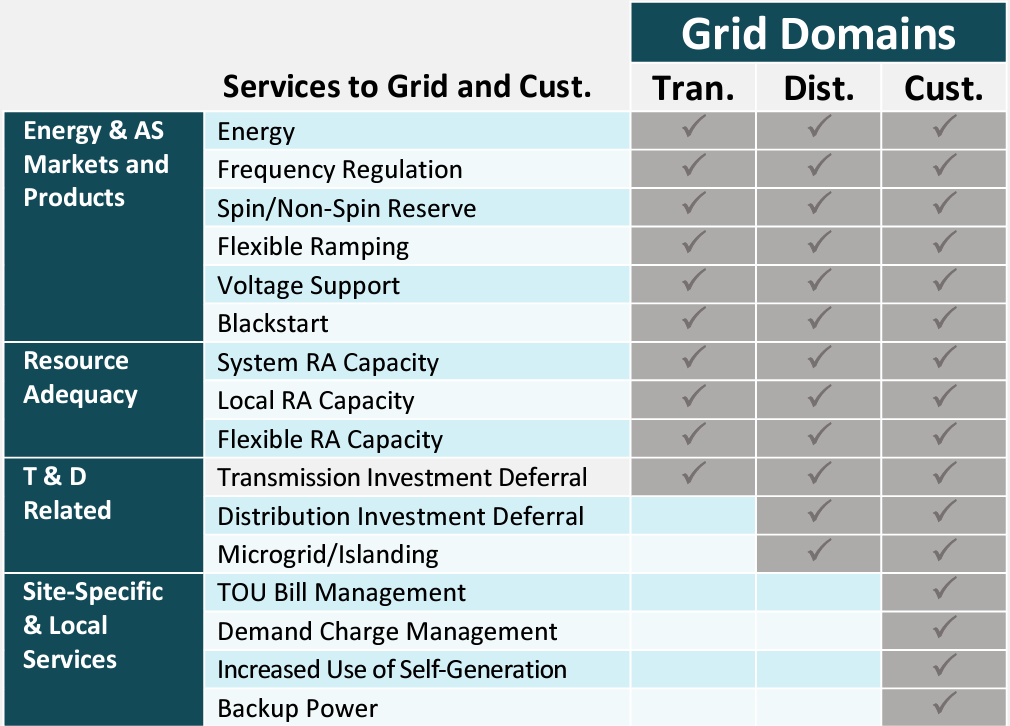 Grid Domains
Services to Grid and Cust. Tran. Dist. Cust.
Energy & AS
Markets and
Products
Energy ✓ ✓ ✓
Frequency Regulation ✓ ✓ ✓
Spin/Non-Spin Reserve ✓ ✓ ✓
Flexible Ramping ✓ ✓ ✓
Voltage Support ✓ ✓ ✓
Blackstart ✓ ✓ ✓
Resource
Adequacy
System RA Capacity ✓ ✓ ✓
Local RA Capacity ✓ ✓ ✓
Flexible RA Capacity ✓ ✓ ✓
T & D
Related
Transmission Investment Deferral ✓ ✓ ✓
Distribution Investment Deferral ✓ ✓
Microgrid/Islanding ✓ ✓
Site-Specific
& Local
Services
TOU Bill Management ✓
Demand Charge Management ✓
Increased Use of Self-Generation ✓
Backup Power ✓